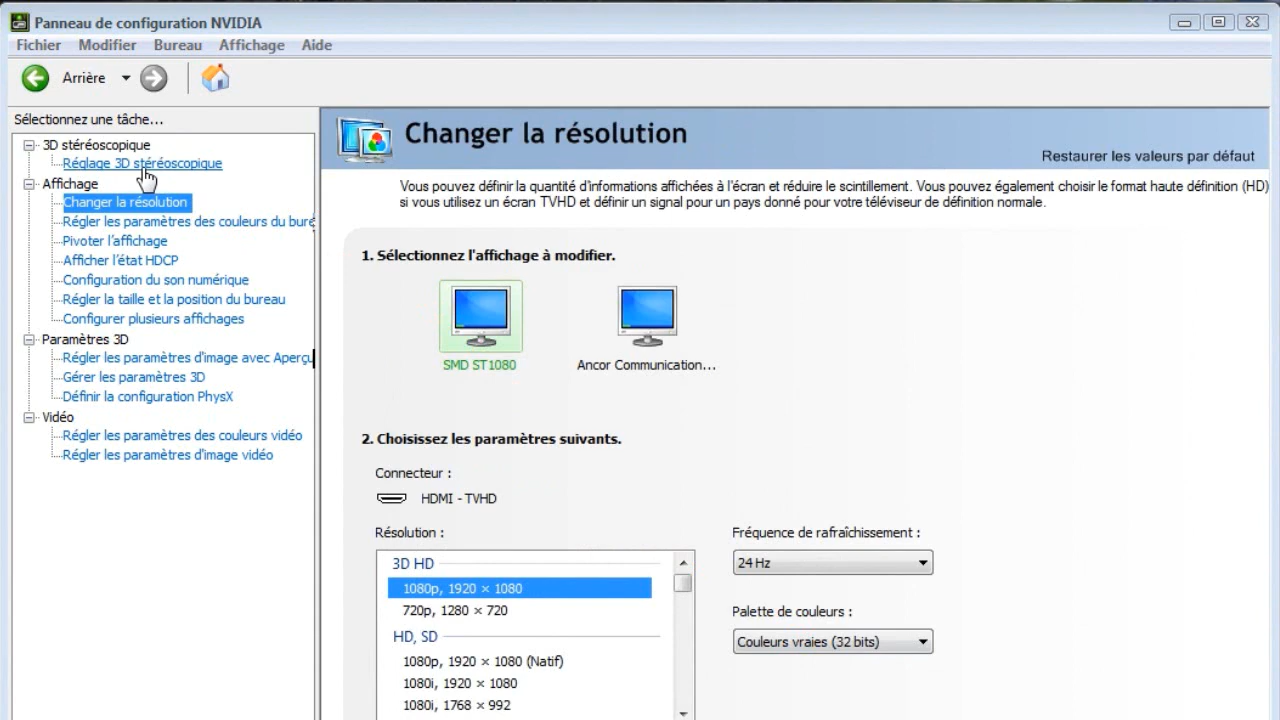 Panneau de configuration NVIDIA
Fichier Modifier Bureau Affichage Aide
Arrière
Sélectionnez une tâche...
3D stéréoscopique
Réglage 3D stéréoscopique
Affichage
Changer la résolution
Régler les paramètres des couleurs du bure
Pivoter l'affichage
Afficher l'état HDCP
Configuration du son numérique
Régler la taille et la position du bureau
Configurer plusieurs affichages
Paramètres 3D
Régler les paramètres d'image avec Aperçu
Gérer les paramètres 3D
Définir la configuration PhysX
Vidéo
Régler les paramètres des couleurs vidéo
Régler les paramètres d'image vidéo
Changer la résolution
Restaurer les valeurs par défaut
Vous pouvez définir la quantité d'informations affichées à l'écran et réduire le scintillement. Vous pouvez également choisir le format haute définition (HD)
si vous utilisez un écran TVHD et définir un signal pour un pays donné pour votre téléviseur de définition normale.
1. Sélectionnez l'affichage à modifier.
SMD ST1080
Ancor Communication...
2. Choisissez les paramètres suivants.
Connecteur :
HDMI - TVHD
Résolution :
3D HD
1080p, 1920 × 1080
720p, 1280 × 720
HD, SD
1080p, 1920 × 1080 (Natif)
1080i, 1920 × 1080
1080i, 1768 × 992
Fréquence de rafraîchissement :
24 Hz
Palette de couleurs :
Couleurs vraies (32 bits)